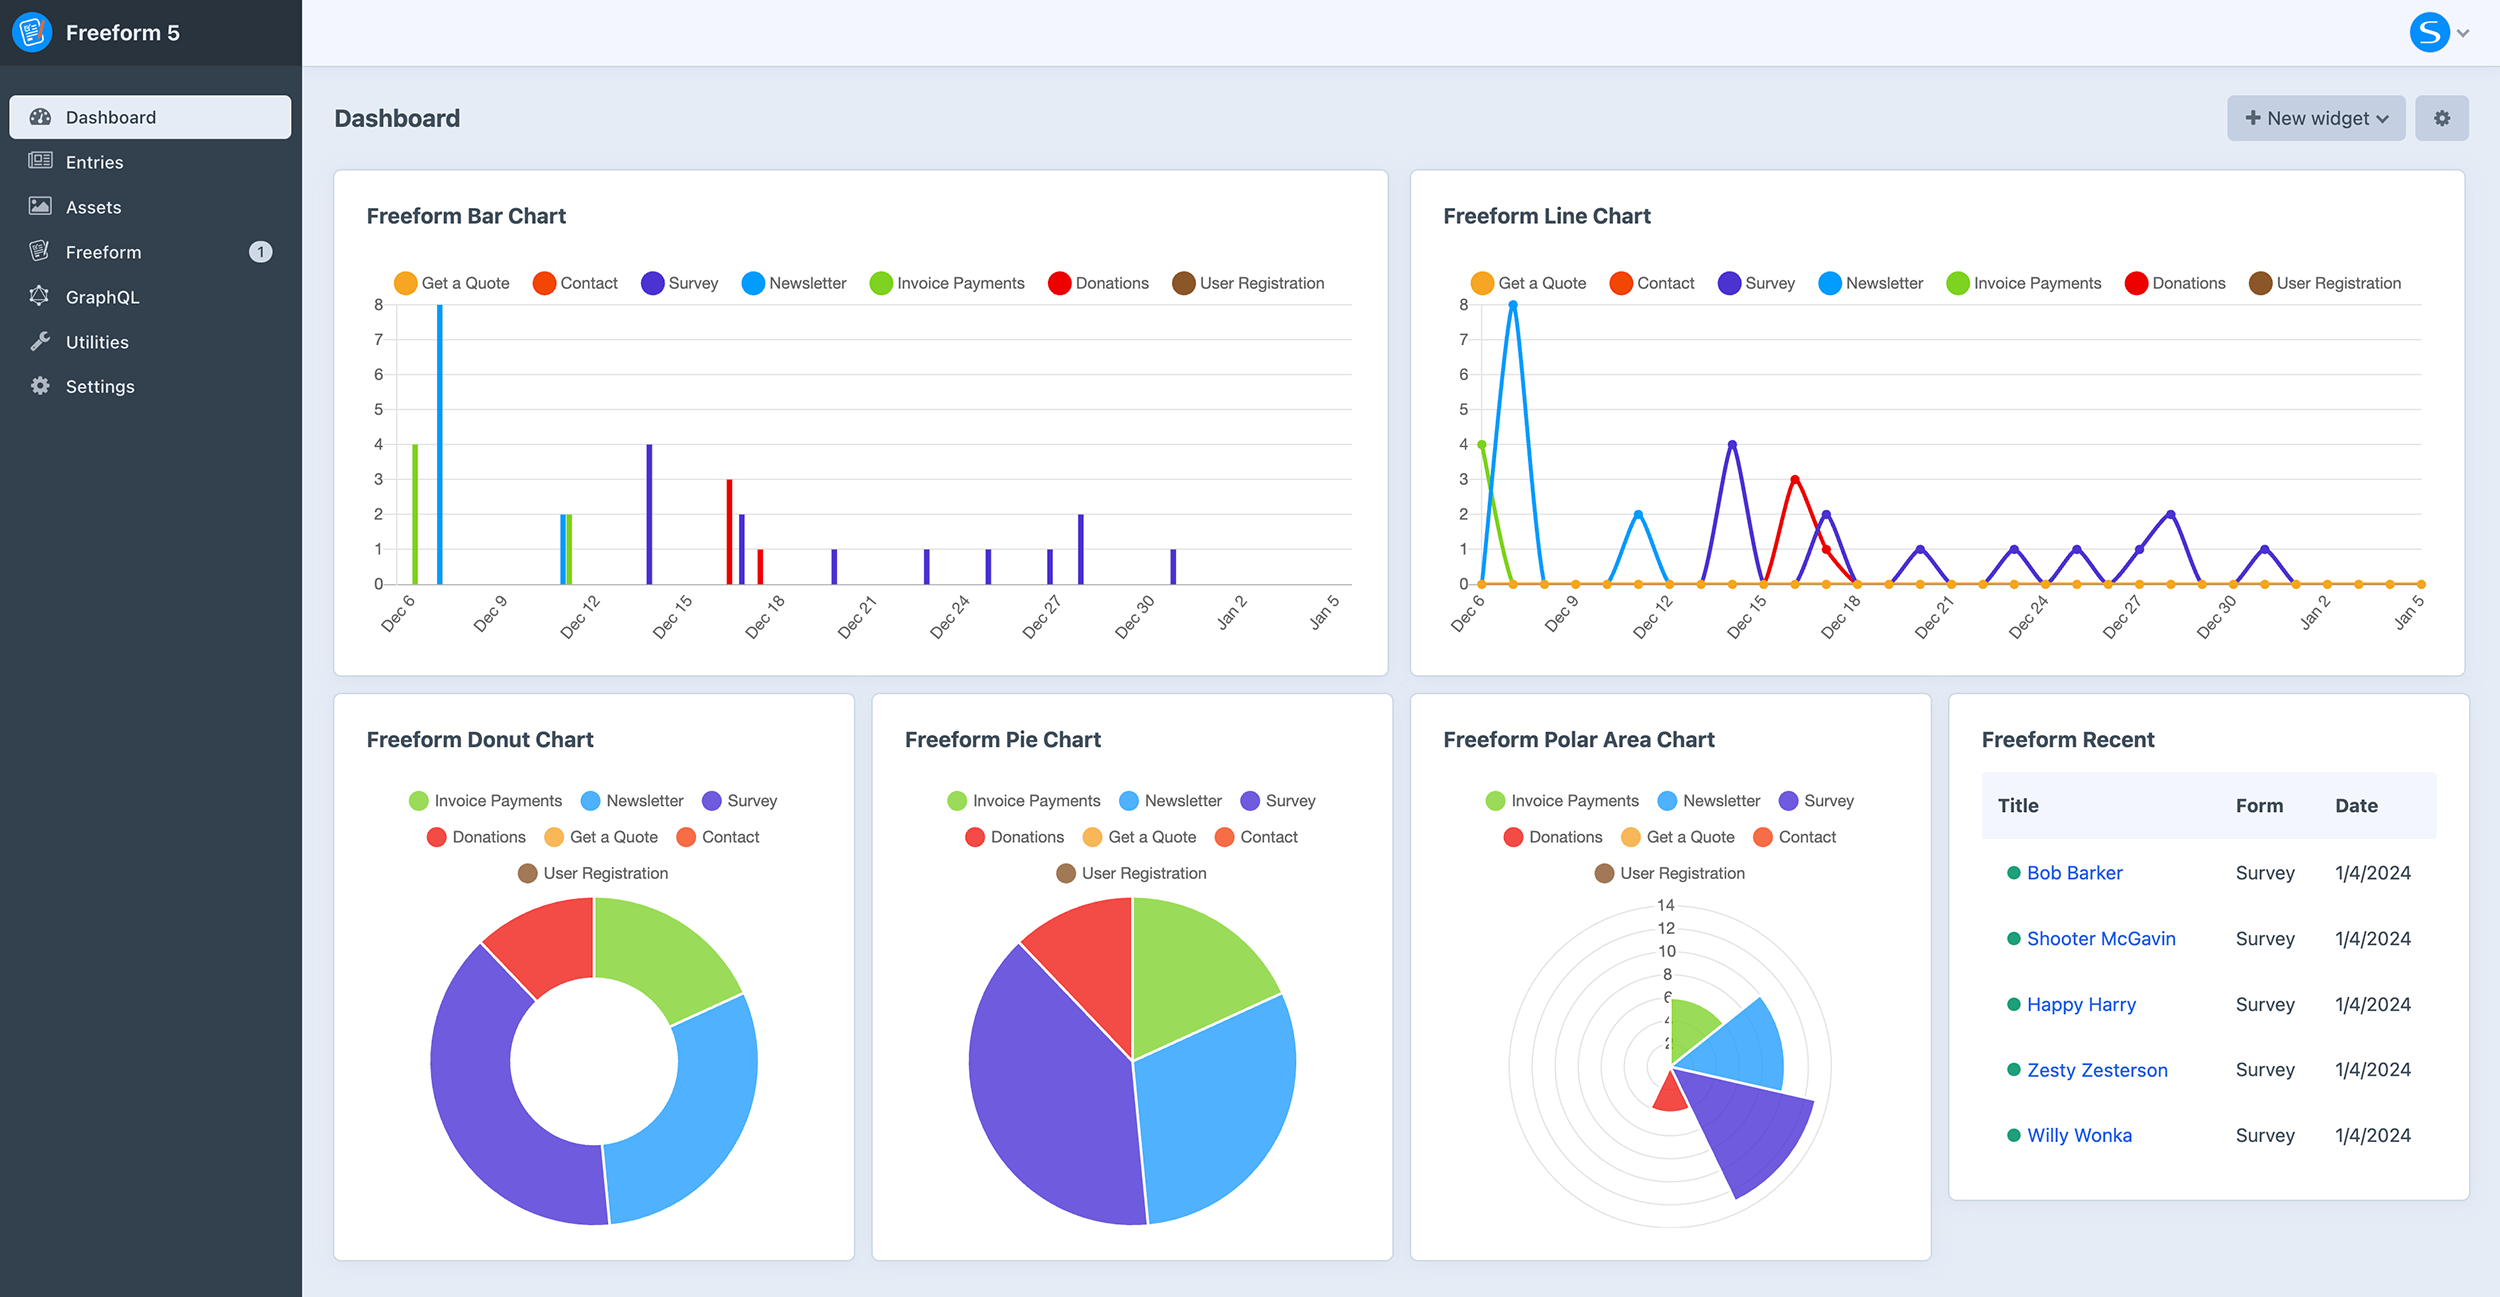 Freeform 5
S
Dashboard
Entries
Assets
Freeform 1
GraphQL
Utilities
Settings
Dashboard
New widget
Freeform Bar Chart
Get a Quote Contact Survey Newsletter Invoice Payments Donations User Registration
8
7
6
5
4
3
2
1
0
Dec 6 Dec 9 Dec 12 Dec 15 Dec 18 Dec 21 Dec 24 Dec 27 Dec 30 Jan 2 Jan 5
Freeform Line Chart
Get a Quote Contact Survey Newsletter Invoice Payments Donations User Registration
8
7
6
5
4
3
2
1
0
Dec 6 Dec 9 Dec 12 Dec 15 Dec 18 Dec 21 Dec 24 Dec 27 Dec 30 Jan 2 Jan 5
Freeform Donut Chart
Invoice Payments Newsletter Survey
Donations Get a Quote Contact
User Registration
Freeform Pie Chart
Invoice Payments Newsletter Survey
Donations Get a Quote Contact
User Registration
Freeform Polar Area Chart
Invoice Payments Newsletter Survey
Donations Get a Quote Contact
User Registration
14
12
10
8
6
4
2
Freeform Recent
Title Form Date
Bob Barker Survey 1/4/2024
Shooter McGavin Survey 1/4/2024
Happy Harry Survey 1/4/2024
Zesty Zesterson Survey 1/4/2024
Willy Wonka Survey 1/4/2024